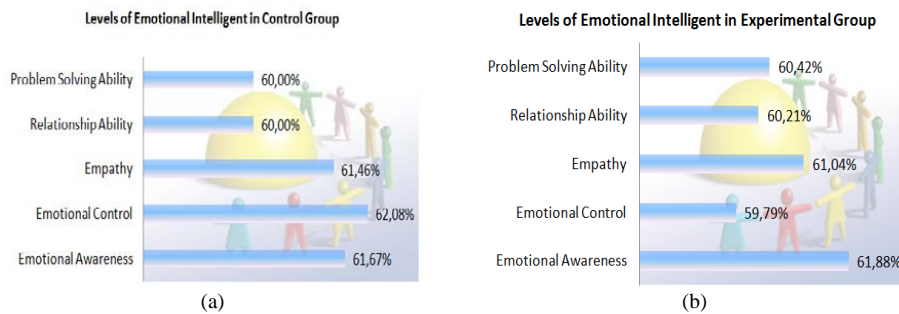 Levels of Emotional Intelligent in Control Group
Problem Solving Ability 60,00%
Relationship Ability 60,00%
Empathy 61,46%
Emotional Control 62,08%
Emotional Awareness 61,67%
(a)
Levels of Emotional Intelligent in Experimental Group
Problem Solving Ability 60,42%
Relationship Ability 60,21%
Empathy 61,04%
Emotional Control 59,79%
Emotional Awareness 61,88%
(b)